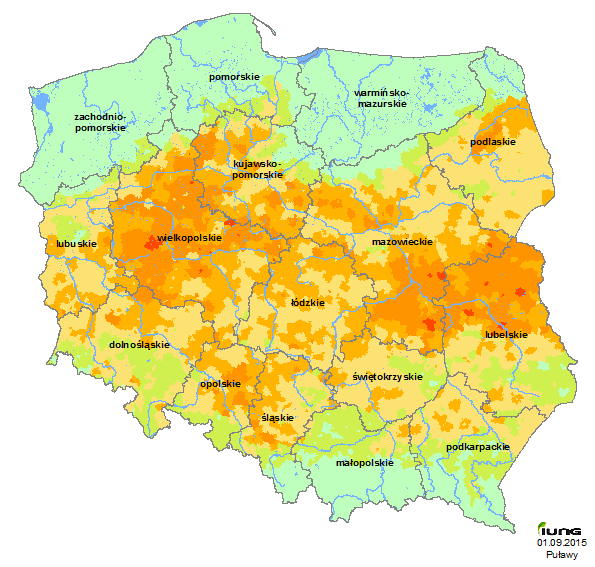 pomorskie
warmińsko-
mazurskie
zachodnio-
pomorskie
podlaskie
kujawsko-
pomorskie
lubuskie
wielkopolskie
mazowieckie
łódzkie
lubelskie
dolnośląskie
opolskie
świętokrzyskie
śląskie
małopolskie
podkarpackie
iung
01.09.2015
Puławy